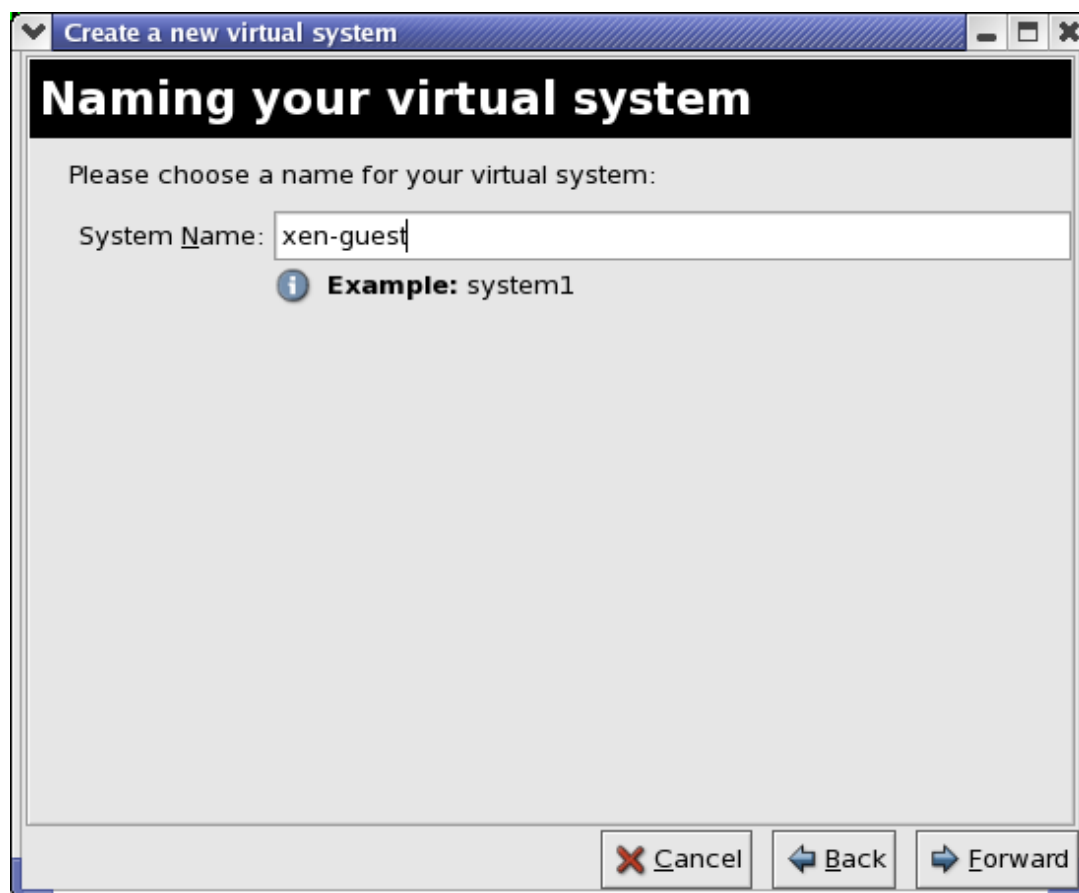 Create a new virtual system
Naming your virtual system
Please choose a name for your virtual system:
System Name: xen-guest
Example: system1
Cancel Back Forward